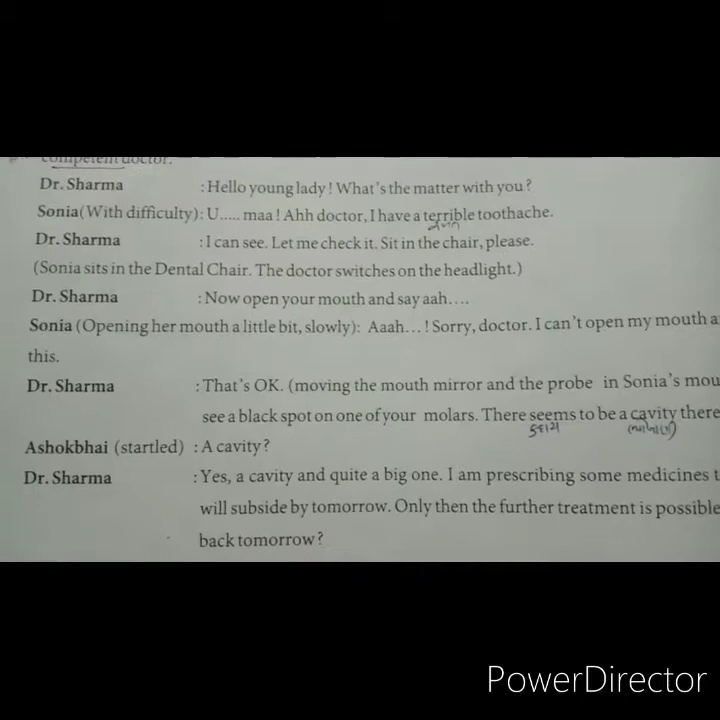 competent doctor.
Dr. Sharma : Hello young lady! What's the matter with you?
Sonia(With difficulty): U..... maa! Ahh doctor, I have a terrible toothache.
Dr. Sharma : I can see. Let me check it. Sit in the chair, please.
(Sonia sits in the Dental Chair. The doctor switches on the headlight.)
Dr. Sharma : Now open your mouth and say aah....
Sonia (Opening her mouth a little bit, slowly): Aaah...! Sorry, doctor. I can't open my mouth a
this.
Dr. Sharma : That's OK. (moving the mouth mirror and the probe in Sonia's mou
see a black spot on one of your molars. There seems to be a cavity there
Ashokbhai (startled) : A cavity?
Dr. Sharma : Yes, a cavity and quite a big one. I am prescribing some medicines t
will subside by tomorrow. Only then the further treatment is possible
back tomorrow?
PowerDirector